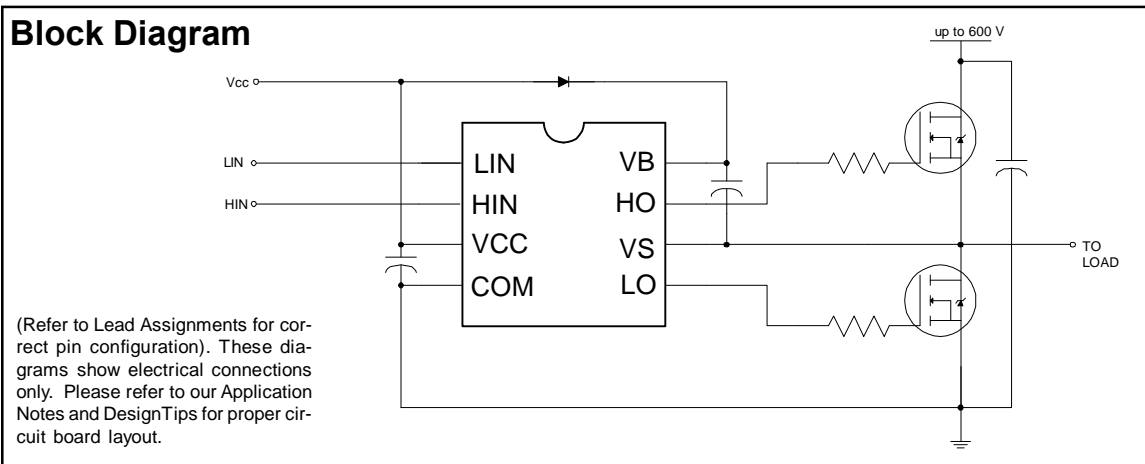 Block Diagram
up to 600 V
Vcc
LIN
HIN
LIN
HIN
VCC
COM
VB
HO
VS
LO
TO
LOAD
(Refer to Lead Assignments for cor-
rect pin configuration). These dia-
grams show electrical connections
only. Please refer to our Application
Notes and DesignTips for proper cir-
cuit board layout.